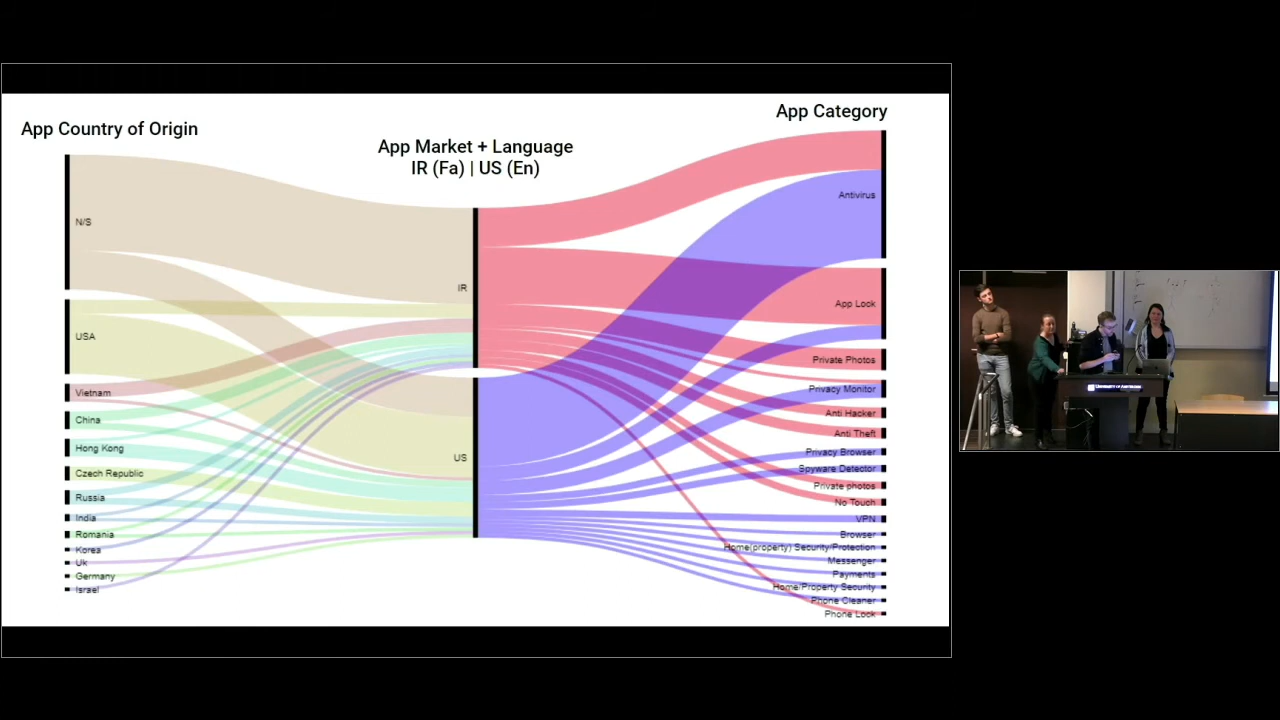 App Country of Origin
App Market + Language
IR (Fa) | US (En)
App Category
N/S
USA
Vietnam
China
Hong Kong
Czech Republic
Russia
India
Romania
Korea
Uk
Germany
Israel
IR
US
Antivirus
App Lock
Private Photos
Privacy Monitor
Anti Hacker
Anti Theft
Privacy Browser
Spyware Detector
Private photos
No Touch
VPN
Browser
Home(property) Security/Protection
Messenger
Payments
Home/Property Security
Phone Cleaner
Phone Lock
UNIVERSITY OF AMSTERDAM